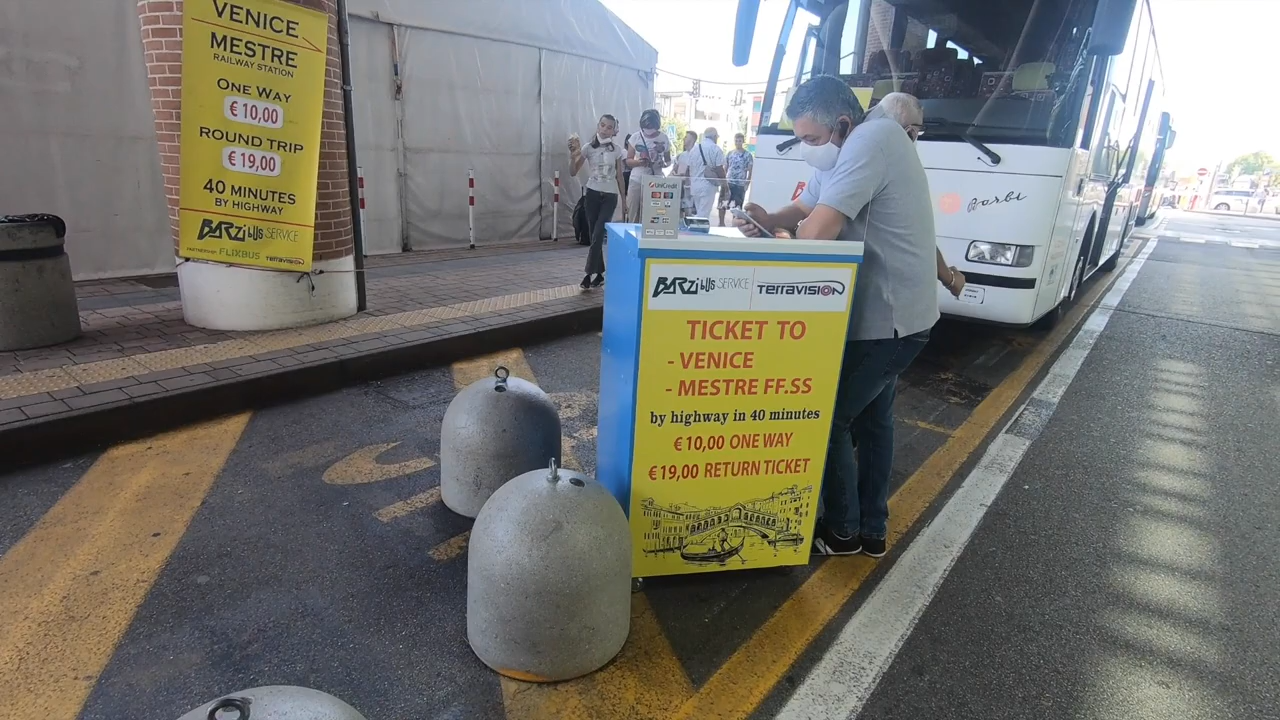 VENICE
MESTRE
RAILWAY STATION
ONE WAY
€ 10,00
ROUND TRIP
€ 19,00
40 MINUTES
BY HIGHWAY
BARZi bUS SERVICE
FLIXBUS
TERRAVISION
UniCredit
BARZi bUS SERVICE
TERRAVISION
TICKET TO
- VENICE
- MESTRE FF.SS
by highway in 40 minutes
€10,00 ONE WAY
€19,00 RETURN TICKET
Barbi